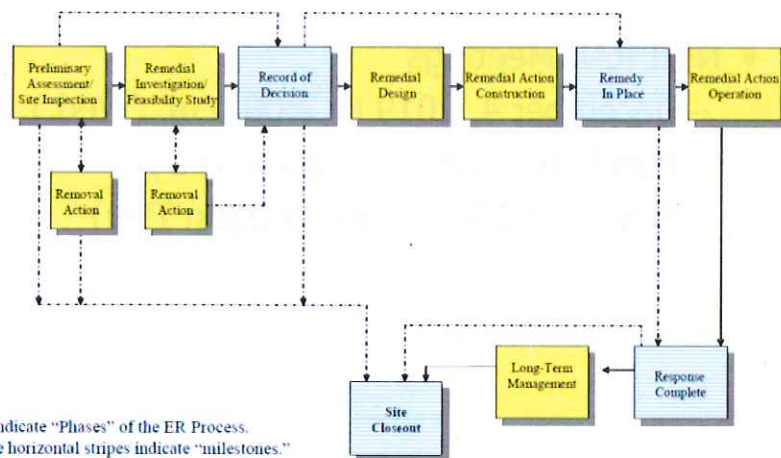 Preliminary
Assessment/
Site Inspection
Remedial
Investigation/
Feasibility Study
Record of
Decision
Remedial
Design
Remedial Action
Construction
Remedy
In Place
Remedial Action
Operation
Removal
Action
Removal
Action
Long-Term
Management
Response
Complete
Site
Closeout
ndicate “Phases” of the ER Process.
e horizontal stripes indicate “milestones.”